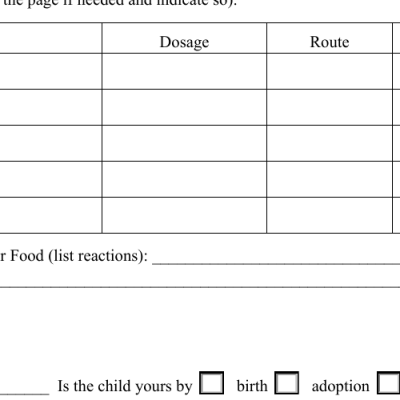 the page if needed and indicate so):
Dosage Route
r Food (list reactions): ______________________________
________________________________________________
______ Is the child yours by ☐ birth ☐ adoption ☐